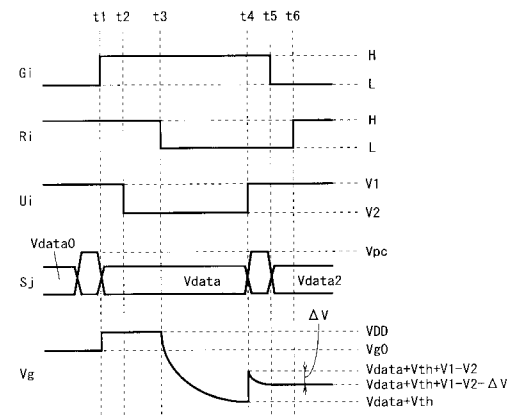 t1 t2 t3 t4 t5 t6
Gi
H
L
Ri
H
L
Ui
V1
V2
Vdata0
Vpc
Sj
Vdata
Vdata2
ΔV
VDD
Vg0
Vg
Vdata+Vth+V1-V2
Vdata+Vth+V1-V2-ΔV
Vdata+Vth